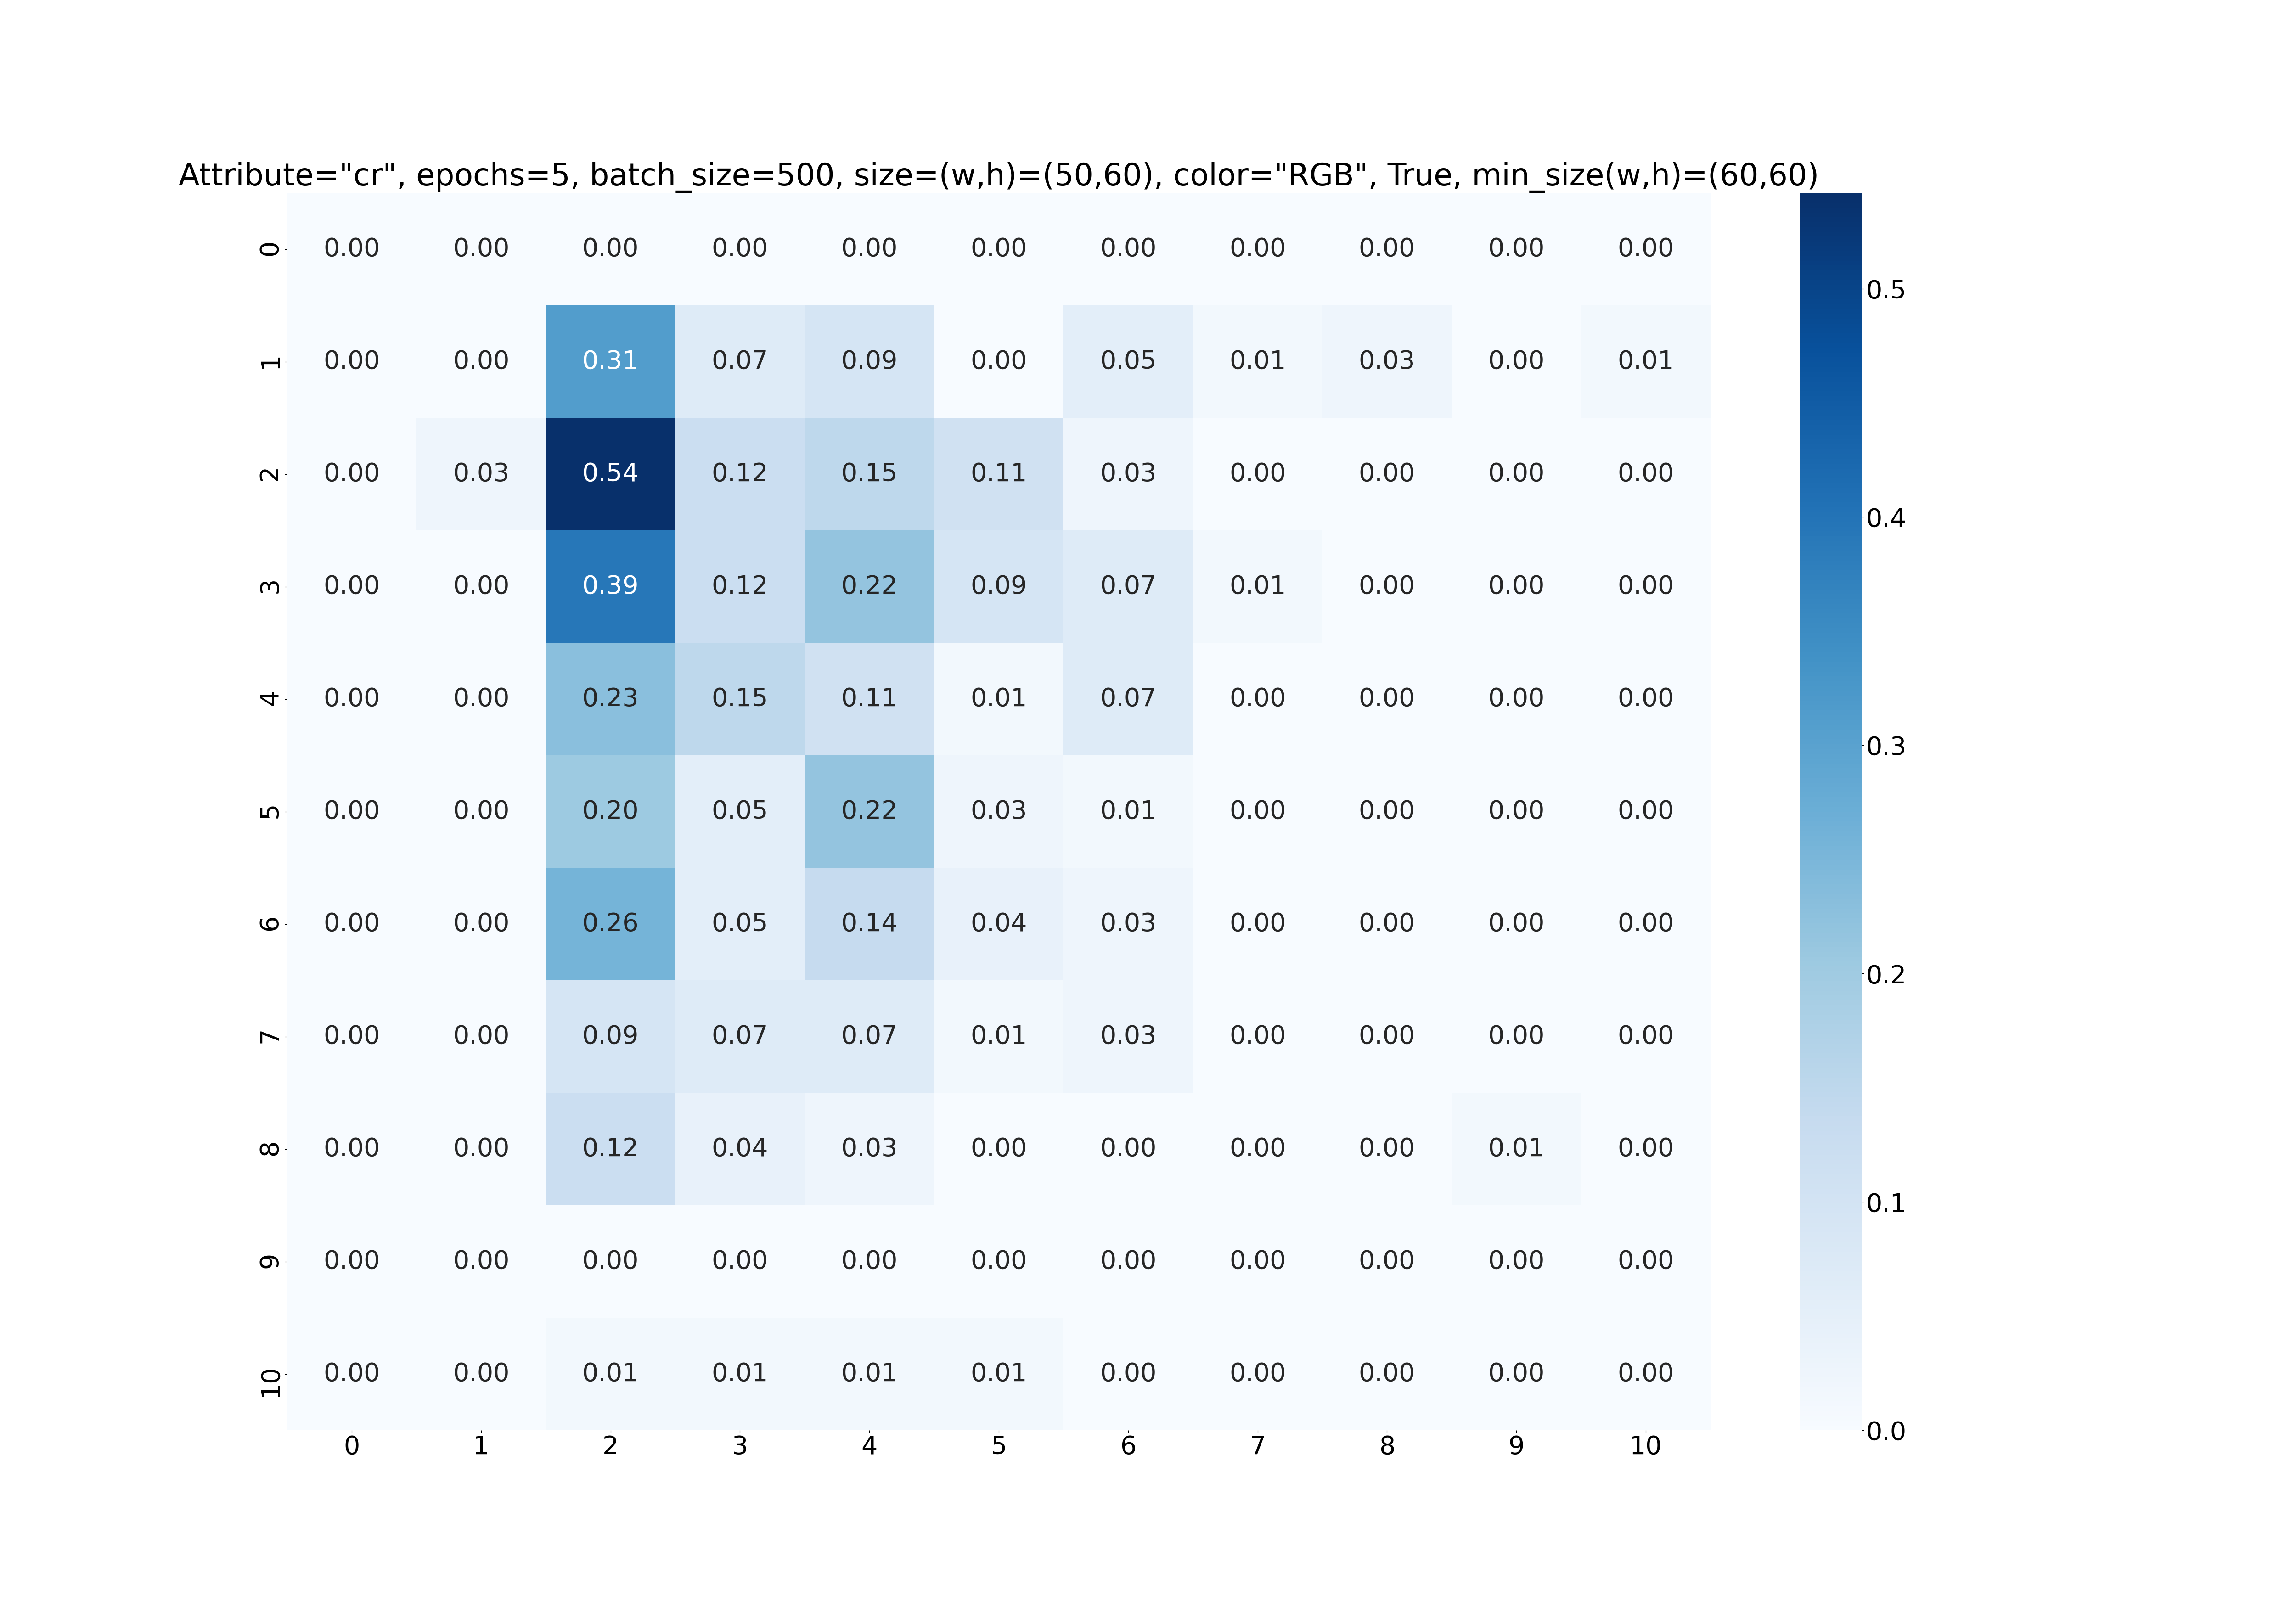 Attribute="cr", epochs=5, batch_size=500, size=(w,h)=(50,60), color="RGB", True, min_size(w,h)=(60,60)
0 0.00 0.00 0.00 0.00 0.00 0.00 0.00 0.00 0.00 0.00 0.00
1 0.00 0.00 0.31 0.07 0.09 0.00 0.05 0.01 0.03 0.00 0.01
2 0.00 0.03 0.54 0.12 0.15 0.11 0.03 0.00 0.00 0.00 0.00
3 0.00 0.00 0.39 0.12 0.22 0.09 0.07 0.01 0.00 0.00 0.00
4 0.00 0.00 0.23 0.15 0.11 0.01 0.07 0.00 0.00 0.00 0.00
5 0.00 0.00 0.20 0.05 0.22 0.03 0.01 0.00 0.00 0.00 0.00
6 0.00 0.00 0.26 0.05 0.14 0.04 0.03 0.00 0.00 0.00 0.00
7 0.00 0.00 0.09 0.07 0.07 0.01 0.03 0.00 0.00 0.00 0.00
8 0.00 0.00 0.12 0.04 0.03 0.00 0.00 0.00 0.00 0.01 0.00
9 0.00 0.00 0.00 0.00 0.00 0.00 0.00 0.00 0.00 0.00 0.00
10 0.00 0.00 0.01 0.01 0.01 0.01 0.00 0.00 0.00 0.00 0.00
0 1 2 3 4 5 6 7 8 9 10
0.5
0.4
0.3
0.2
0.1
0.0